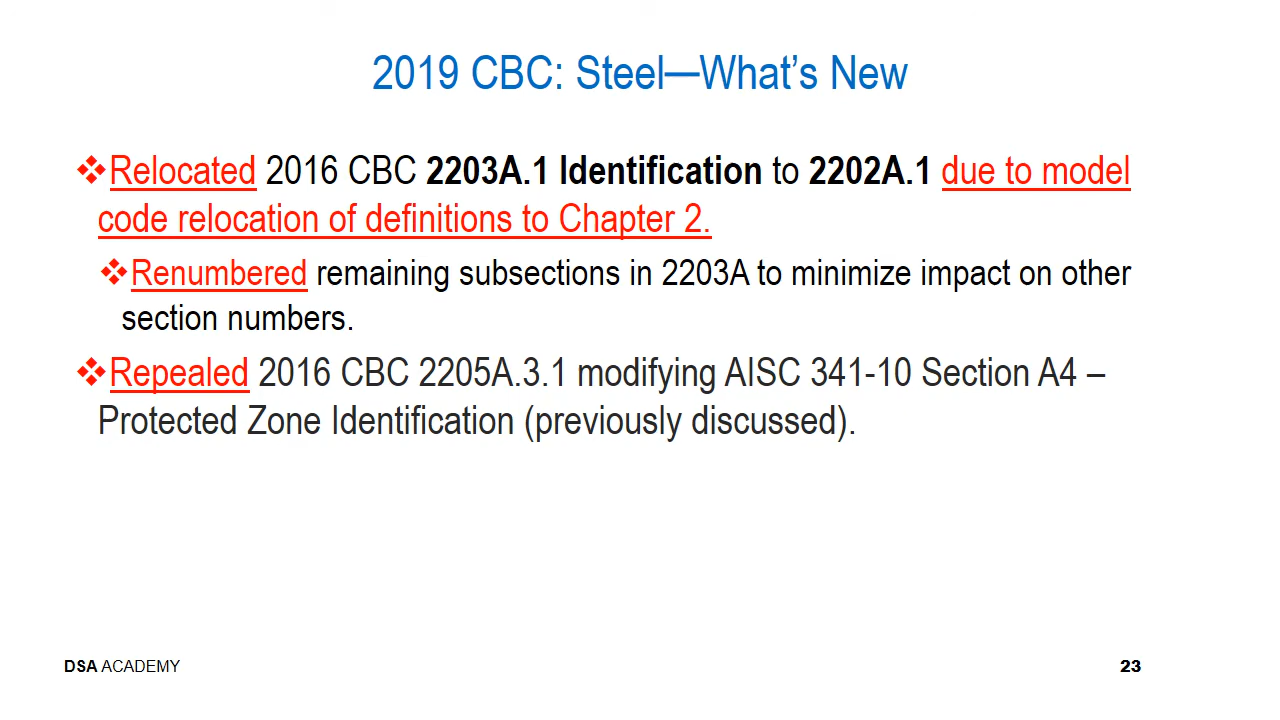 2019 CBC: Steel—What’s New
❖Relocated 2016 CBC 2203A.1 Identification to 2202A.1 due to model
code relocation of definitions to Chapter 2.
❖Renumbered remaining subsections in 2203A to minimize impact on other
section numbers.
❖Repealed 2016 CBC 2205A.3.1 modifying AISC 341-10 Section A4 –
Protected Zone Identification (previously discussed).
DSA ACADEMY
23